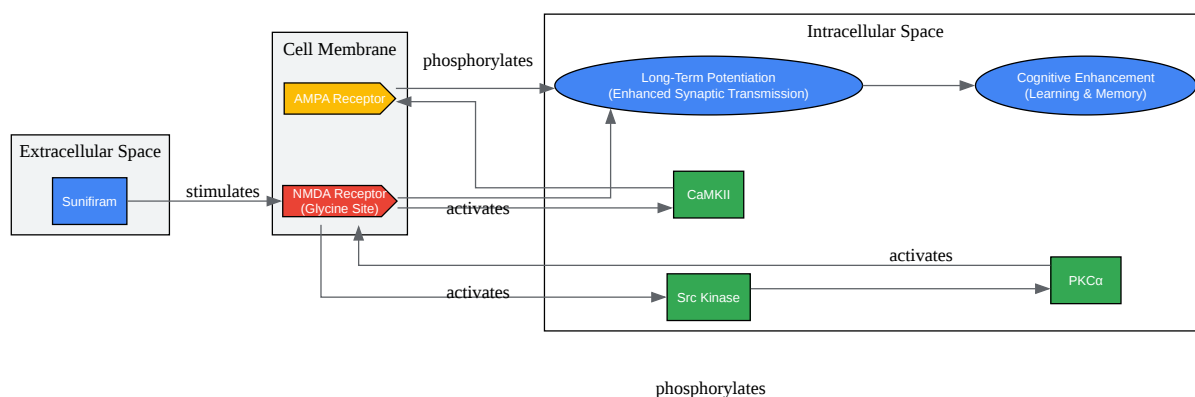 Intracellular Space
Cell Membrane
phosphorylates
Long-Term Potentiation
(Enhanced Synaptic Transmission)
Cognitive Enhancement
(Learning & Memory)
AMPA Receptor
Extracellular Space
Sunifiram
stimulates
NMDA Receptor
(Glycine Site)
activates
CaMKII
activates
PKCα
activates
Src Kinase
phosphorylates